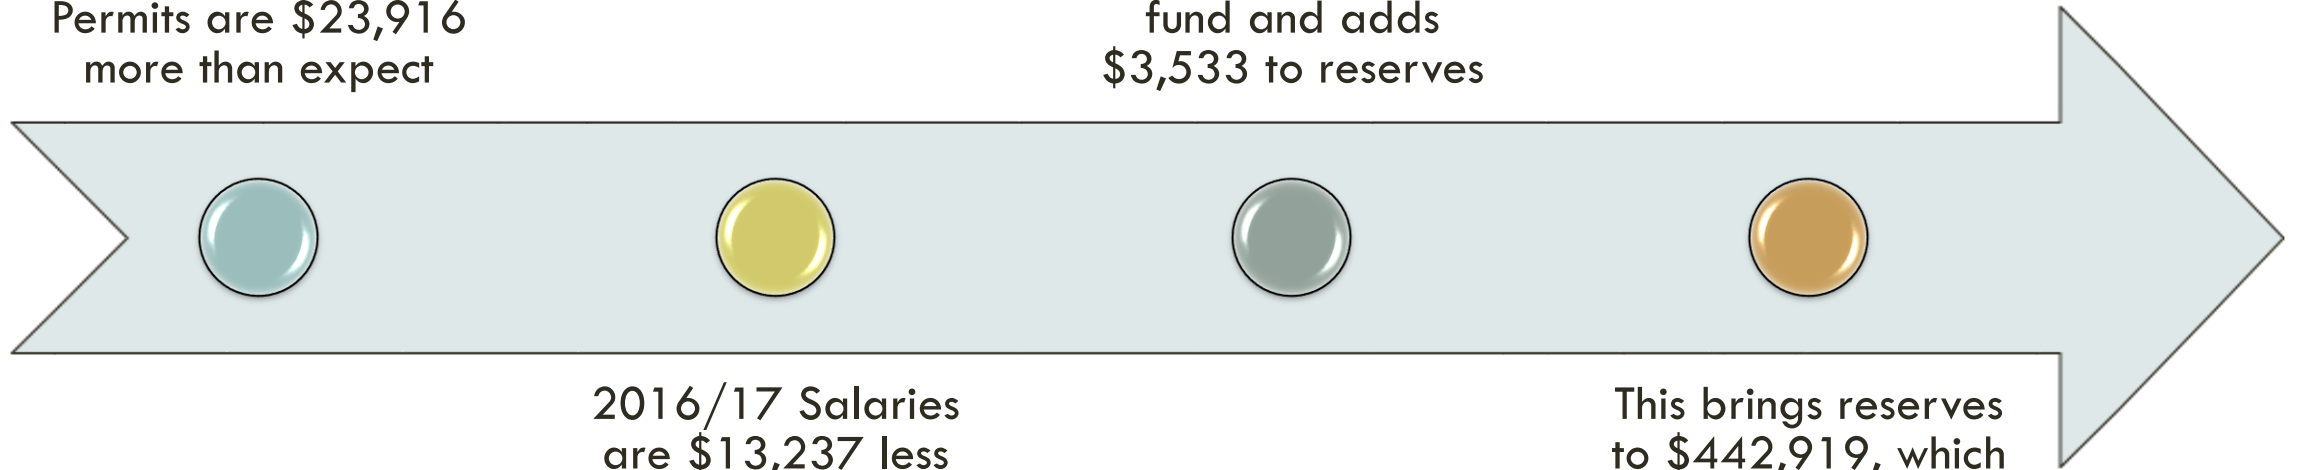 Permits are $23,916
more than expect
2016/17 Salaries
are $13,237 less
fund and adds
$3,533 to reserves
This brings reserves
to $442,919, which